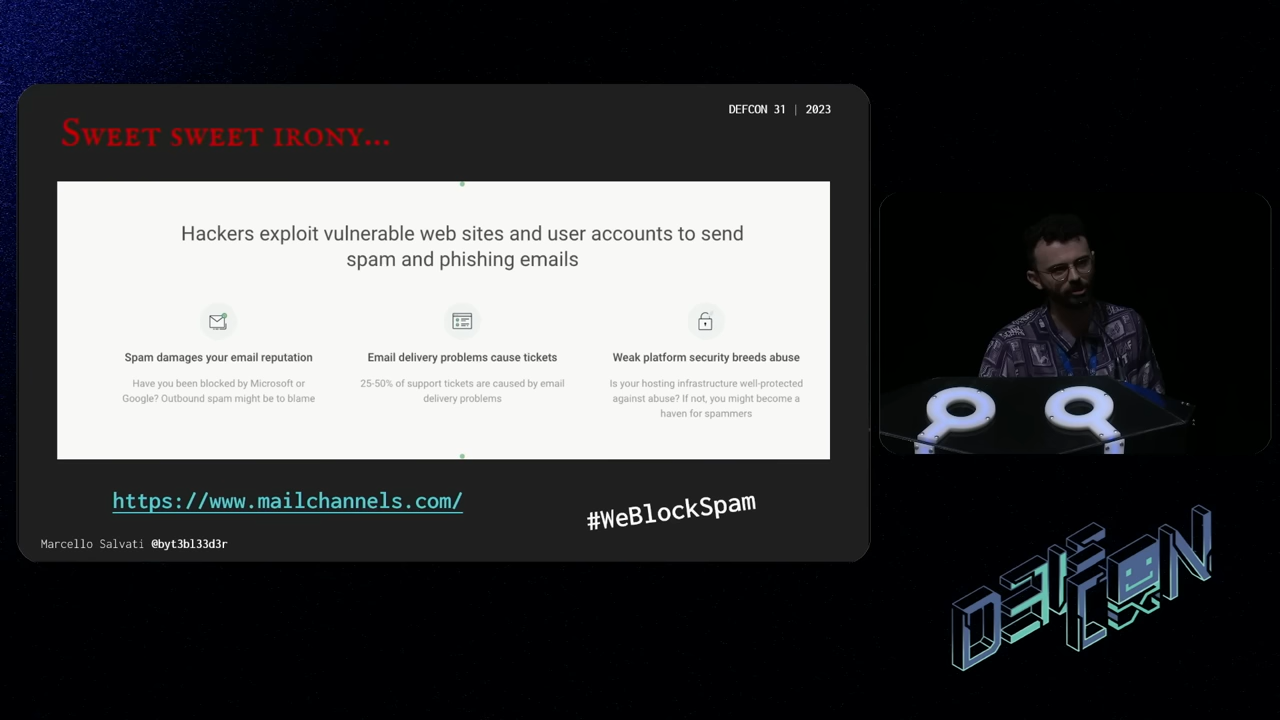 DEFCON 31 | 2023
Sweet sweet irony...
Hackers exploit vulnerable web sites and user accounts to send
spam and phishing emails
Spam damages your email reputation
Have you been blocked by Microsoft or
Google? Outbound spam might be to blame
Email delivery problems cause tickets
25-50% of support tickets are caused by email
delivery problems
Weak platform security breeds abuse
Is your hosting infrastructure well-protected
against abuse? If not, you might become a
haven for spammers
https://www.mailchannels.com/
#WeBlockSpam
Marcello Salvati @byt3bl33d3r
DEFCON